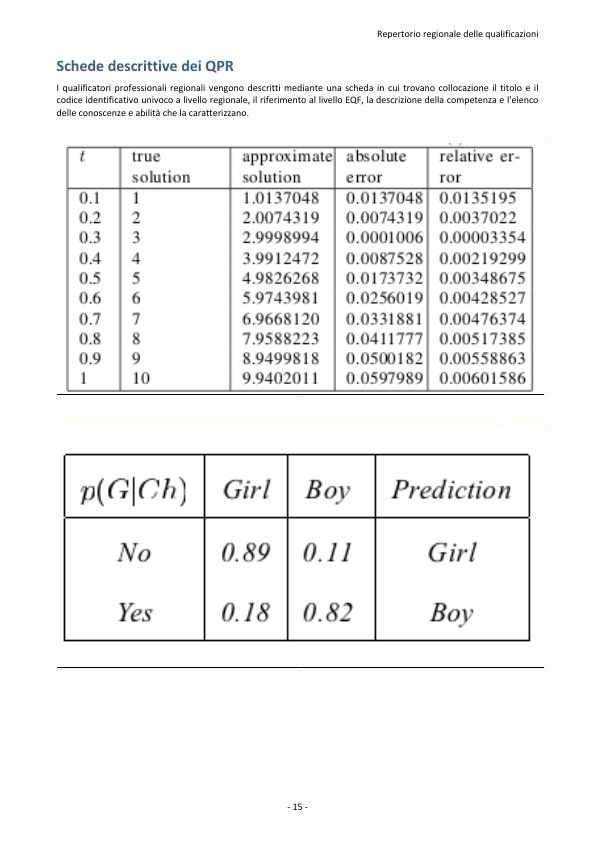 Repertorio regionale delle qualificazioni
Schede descrittive dei QPR
I qualificatori professionali regionali vengono descritti mediante una scheda in cui trovano collocazione il titolo e il
codice identificativo univoco a livello regionale, il riferimento al livello EQF, la descrizione della competenza e l'elenco
delle conoscenze e abilità che la caratterizzano.
t true approximate absolute relative er-
solution solution error ror
0.1 1 1.0137048 0.0137048 0.0135195
0.2 2 2.0074319 0.0074319 0.0037022
0.3 3 2.9998994 0.0001006 0.00003354
0.4 4 3.9912472 0.0087528 0.00219299
0.5 5 4.9826268 0.0173732 0.00348675
0.6 6 5.9743981 0.0256019 0.00428527
0.7 7 6.9668120 0.0331881 0.00476374
0.8 8 7.9588223 0.0411777 0.00517385
0.9 9 8.9499818 0.0500182 0.00558863
1 10 9.9402011 0.0597989 0.00601586
p(G|Ch) Girl Boy Prediction
No 0.89 0.11 Girl
Yes 0.18 0.82 Boy
- 15 -